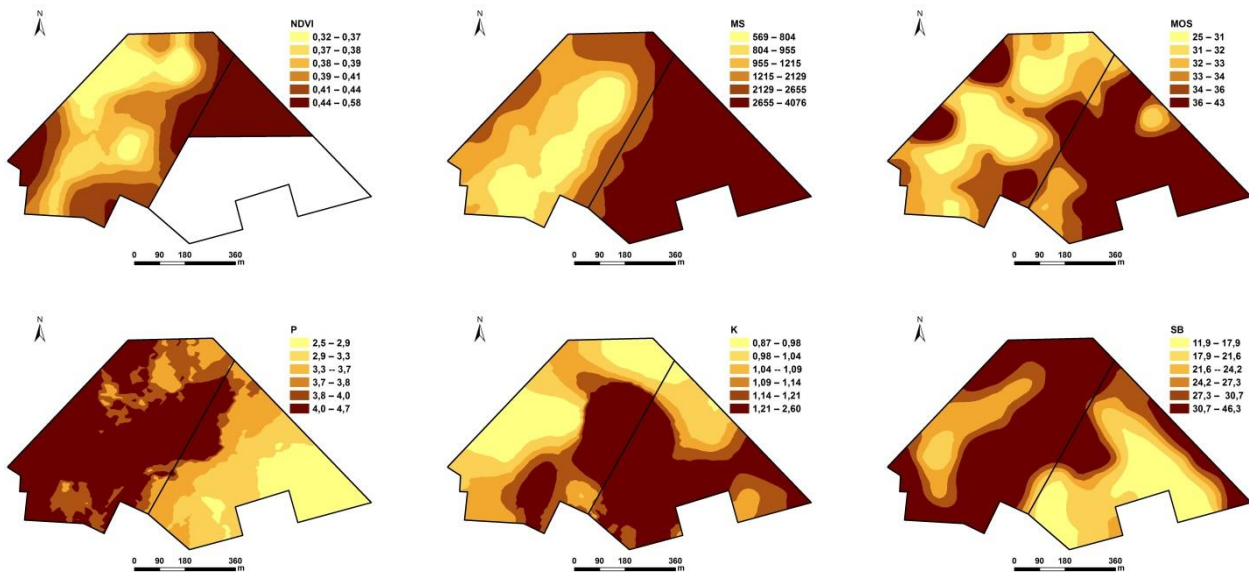 N
NDVI
0,32 – 0,37
0,37 – 0,38
0,38 – 0,39
0,39 – 0,41
0,41 – 0,44
0,44 – 0,58
0 90 180 360
m
N
MS
569 – 804
804 – 955
955 – 1215
1215 – 2129
2129 – 2655
2655 – 4076
0 90 180 360
m
N
MOS
25 – 31
31 – 32
32 – 33
33 – 34
34 – 36
36 – 43
0 90 180 360
m
N
P
2,5 – 2,9
2,9 – 3,3
3,3 – 3,7
3,7 – 3,8
3,8 – 4,0
4,0 – 4,7
0 90 180 360
m
N
K
0,87 – 0,98
0,98 – 1,04
1,04 -- 1,09
1,09 – 1,14
1,14 – 1,21
1,21 – 2,60
0 90 180 360
m
N
SB
11,9 – 17,9
17,9 – 21,6
21,6 – 24,2
24,2 – 27,3
27,3 – 30,7
30,7 – 46,3
0 90 180 360
m